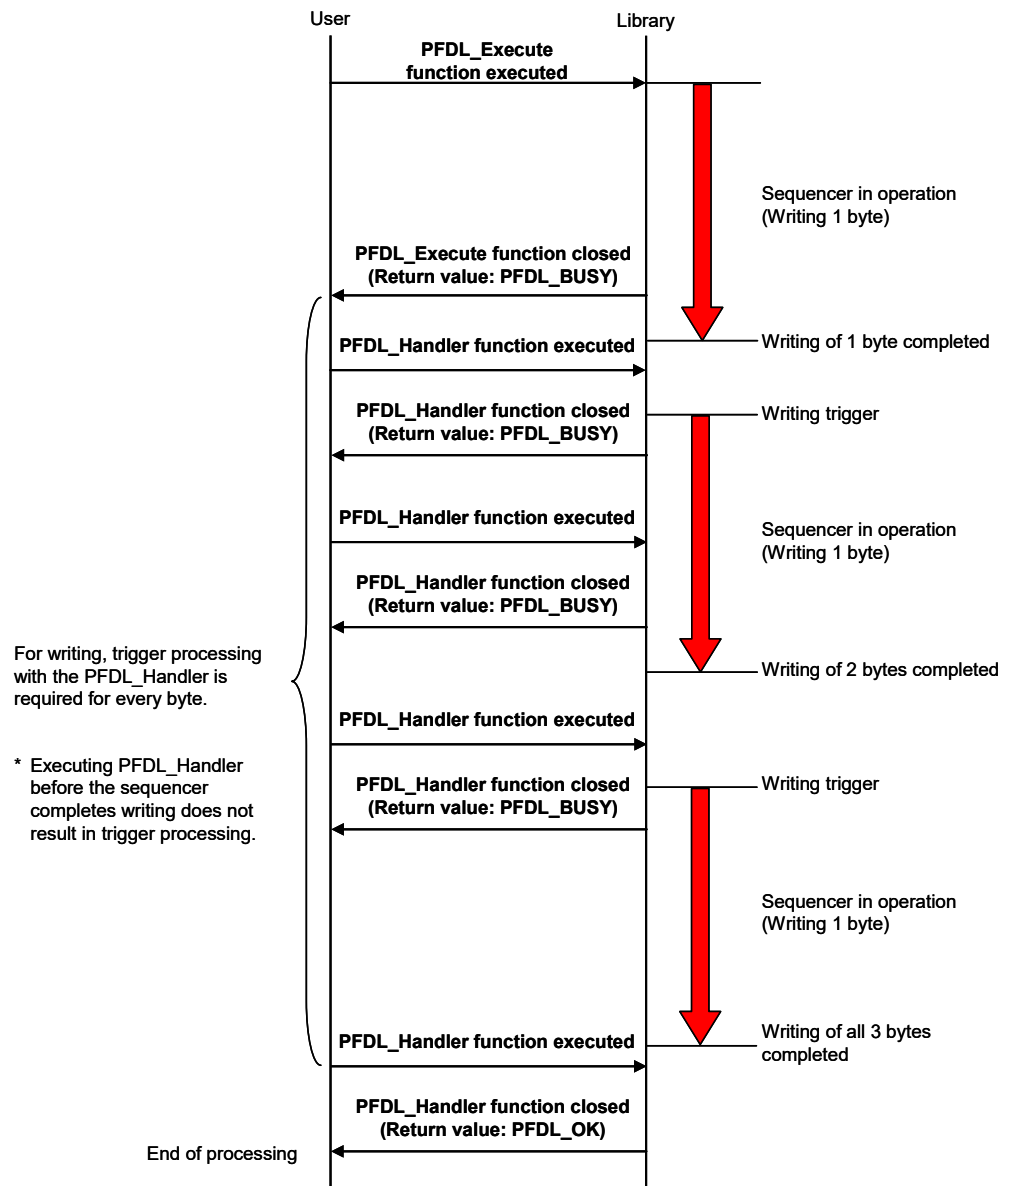 User
Library
PFDL_Execute
function executed
Sequencer in operation
(Writing 1 byte)
PFDL_Execute function closed
(Return value: PFDL_BUSY)
PFDL_Handler function executed
Writing of 1 byte completed
PFDL_Handler function closed
(Return value: PFDL_BUSY)
Writing trigger
PFDL_Handler function executed
Sequencer in operation
(Writing 1 byte)
PFDL_Handler function closed
(Return value: PFDL_BUSY)
For writing, trigger processing
with the PFDL_Handler is
required for every byte.
Writing of 2 bytes completed
PFDL_Handler function executed
* Executing PFDL_Handler
before the sequencer
completes writing does not
result in trigger processing.
PFDL_Handler function closed
(Return value: PFDL_BUSY)
Writing trigger
Sequencer in operation
(Writing 1 byte)
PFDL_Handler function executed
Writing of all 3 bytes
completed
PFDL_Handler function closed
(Return value: PFDL_OK)
End of processing